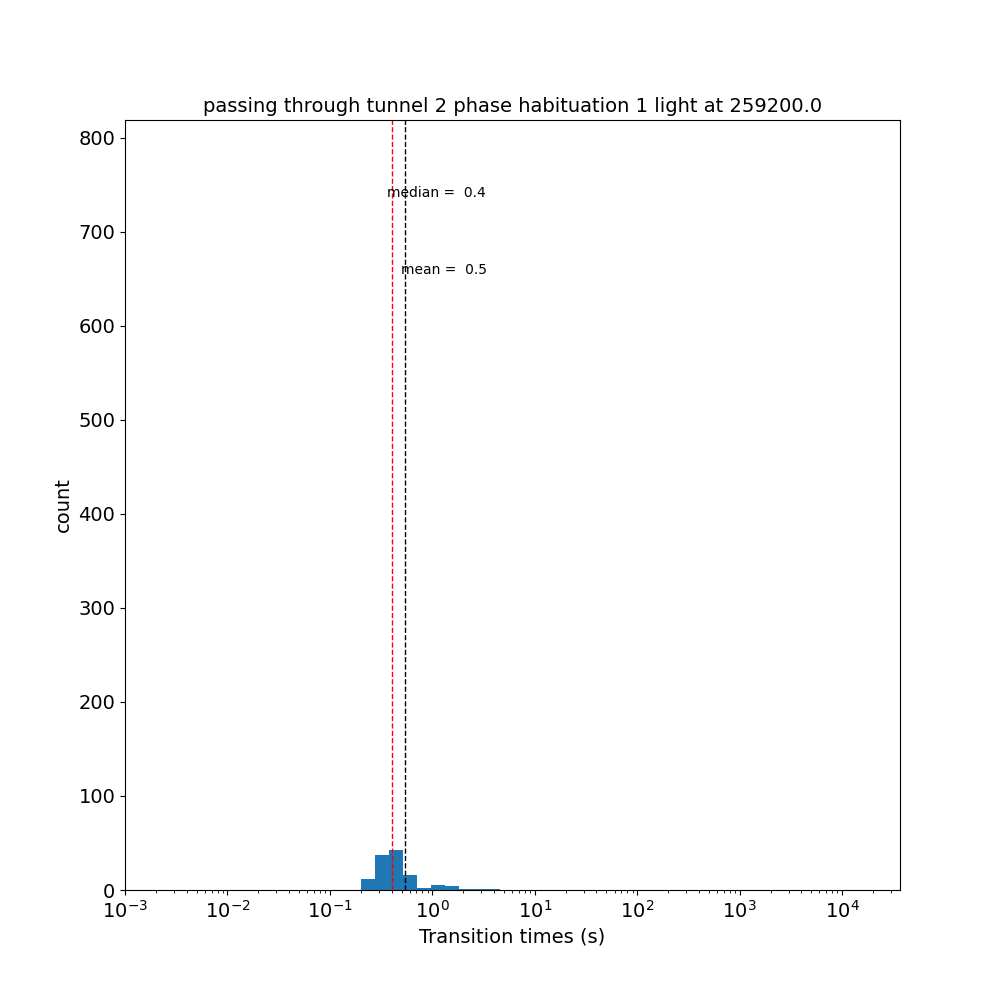 passing through tunnel 2 phase habituation 1 light at 259200.0
800
median =  0.4
700
mean =  0.5
600
500
400
count
300
200
100
0
10⁻³ 10⁻² 10⁻¹ 10⁰ 10¹ 10² 10³ 10⁴
Transition times (s)